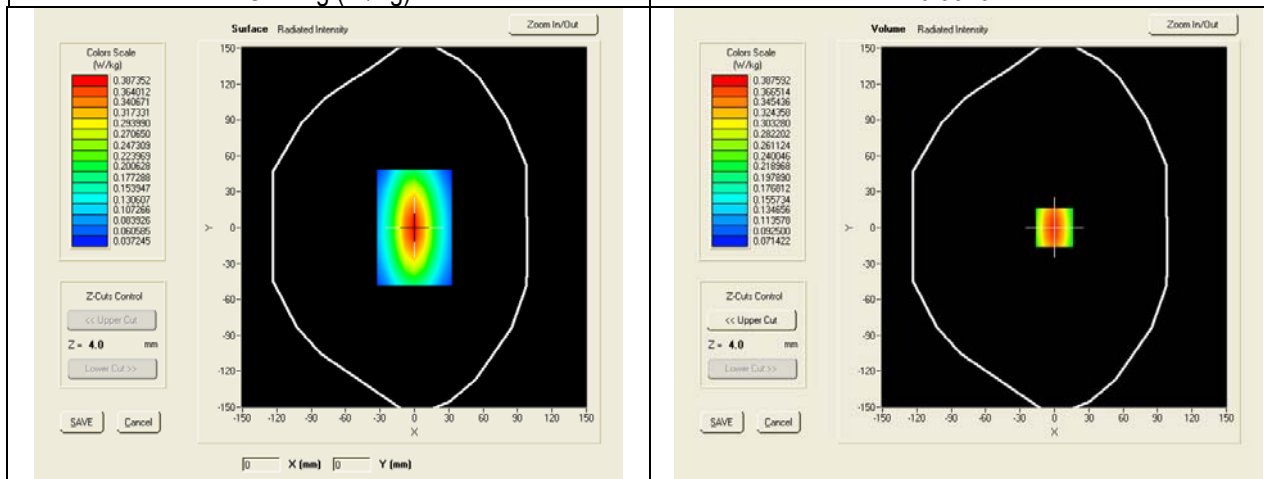 Surface Radiated Intensity
Zoom In/Out
Colors Scale
(W/kg)
0.387352
0.364012
0.340671
0.317331
0.293990
0.270650
0.247309
0.223969
0.200628
0.177288
0.153947
0.130607
0.107266
0.083926
0.060585
0.037245
Z-Cuts Control
<< Upper Cut
Z = 4.0 mm
Lower Cut >>
SAVE Cancel
150
120
90
60
30
0
-30
-60
-90
-120
-150
Y
-150 -120 -90 -60 -30 0 30 60 90 120 150
X
0 X (mm) 0 Y (mm)
Volume Radiated Intensity
Zoom In/Out
Colors Scale
(W/kg)
0.387592
0.366514
0.345436
0.324358
0.303280
0.282202
0.261124
0.240046
0.218968
0.197890
0.176812
0.155734
0.134656
0.113578
0.092500
0.071422
Z-Cuts Control
<< Upper Cut
Z = 4.0 mm
Lower Cut >>
SAVE Cancel
150
120
90
60
30
0
-30
-60
-90
-120
-150
Y
-150 -120 -90 -60 -30 0 30 60 90 120 150
X